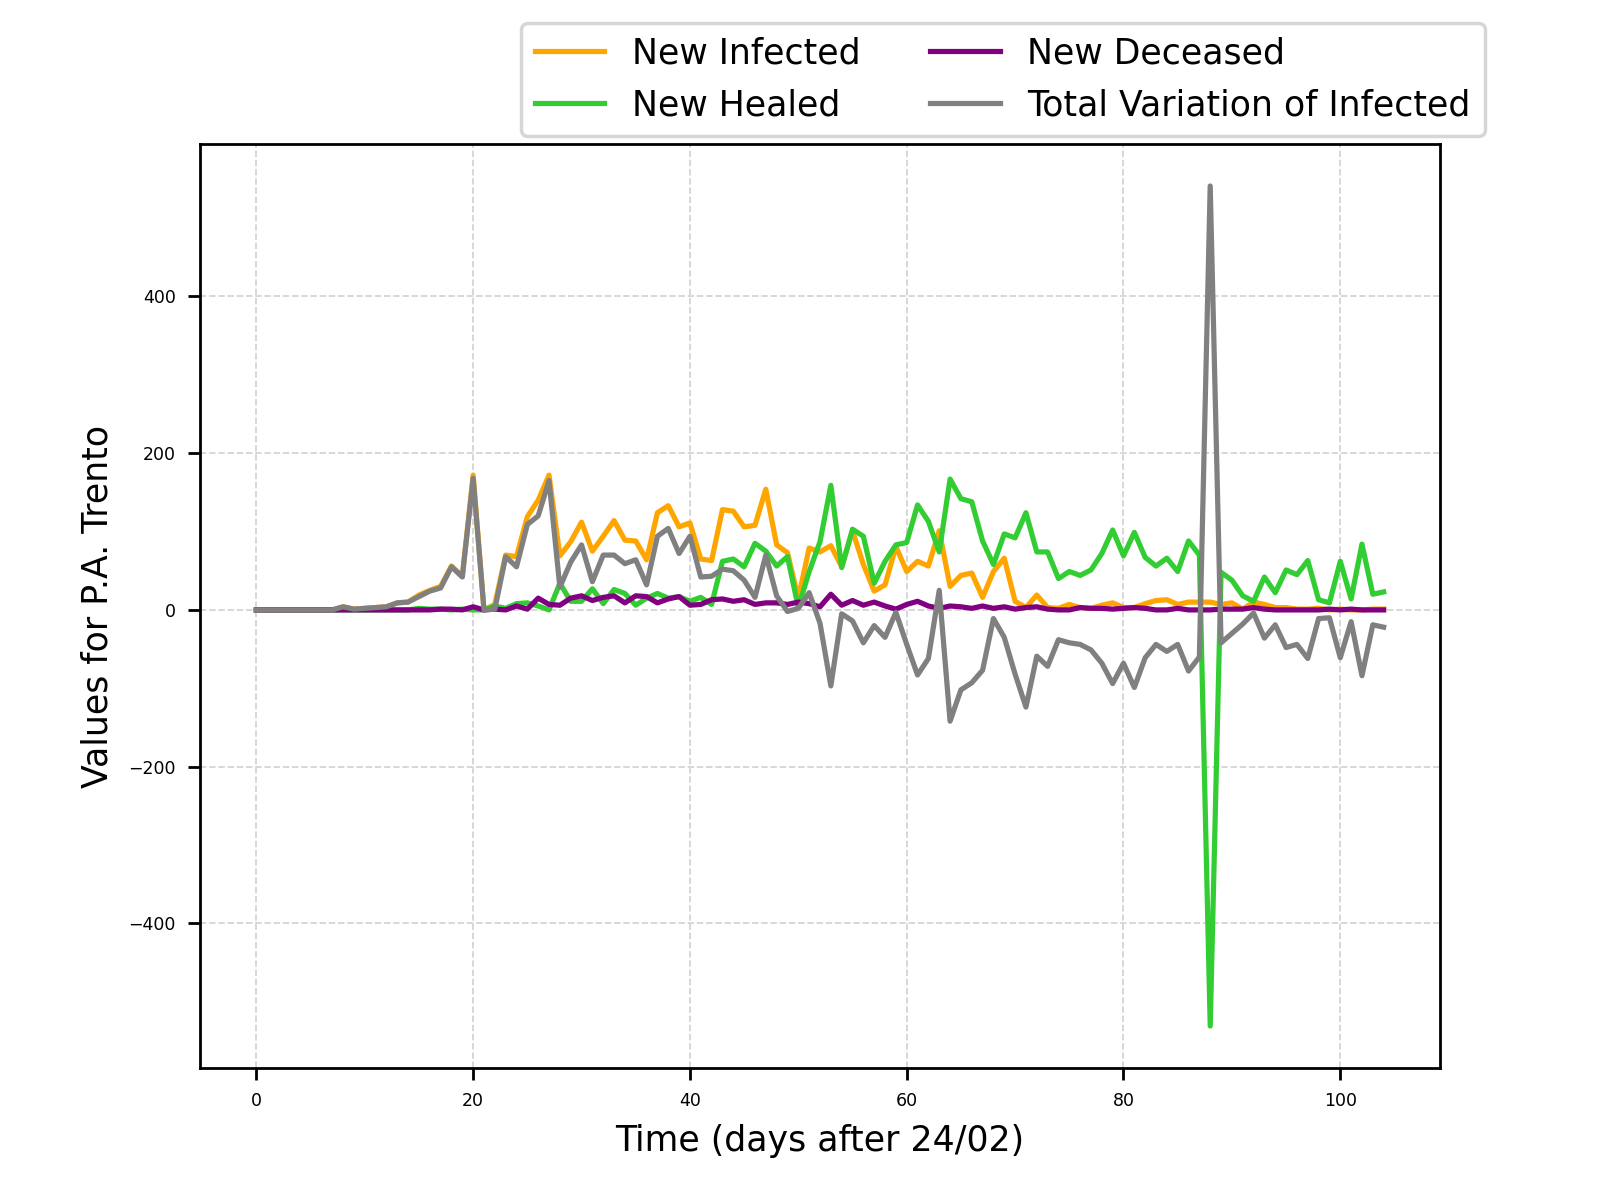 New Infected
New Healed
New Deceased
Total Variation of Infected
Values for P.A. Trento
400
200
0
−200
−400
0 20 40 60 80 100
Time (days after 24/02)